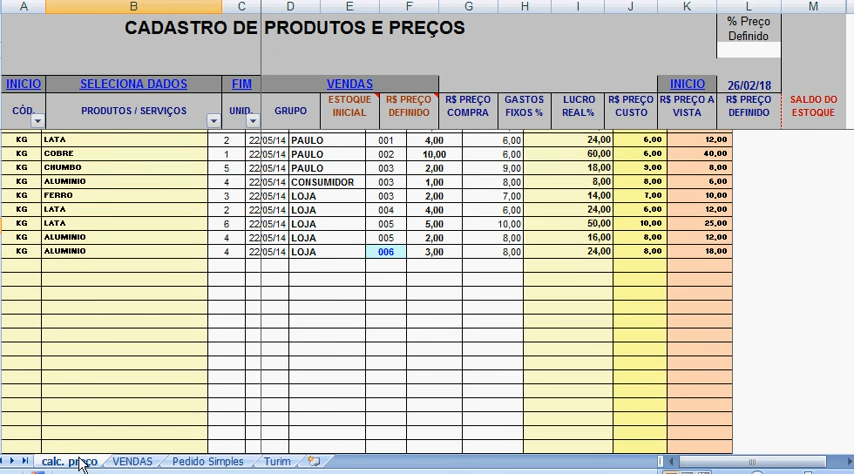 A B C D E F G H I J K L M
CADASTRO DE PRODUTOS E PREÇOS
% Preço
Definido
INICIO SELECIONA DADOS FIM VENDAS INICIO 26/02/18
CÓD. PRODUTOS / SERVIÇOS UNID. GRUPO ESTOQUE INICIAL R$ PREÇO DEFINIDO R$ PREÇO COMPRA GASTOS FIXOS % LUCRO REAL% R$ PREÇO CUSTO R$ PREÇO A VISTA R$ PREÇO DEFINIDO SALDO DO ESTOQUE
KG LATA 2 22/05/14 PAULO 001 4,00 6,00 24,00 6,00 12,00
KG COBRE 1 22/05/14 PAULO 002 10,00 6,00 60,00 6,00 40,00
KG CHUMBO 5 22/05/14 PAULO 003 2,00 9,00 18,00 9,00 8,00
KG ALUMINIO 4 22/05/14 CONSUMIDOR 003 1,00 8,00 8,00 8,00 6,00
KG FERRO 3 22/05/14 LOJA 003 2,00 7,00 14,00 7,00 10,00
KG LATA 2 22/05/14 LOJA 004 4,00 6,00 24,00 6,00 12,00
KG LATA 6 22/05/14 LOJA 005 5,00 10,00 50,00 10,00 25,00
KG ALUMINIO 4 22/05/14 LOJA 005 2,00 8,00 16,00 8,00 12,00
KG ALUMINIO 4 22/05/14 LOJA 006 3,00 8,00 24,00 8,00 18,00
calc. preço VENDAS Pedido Simples Turim